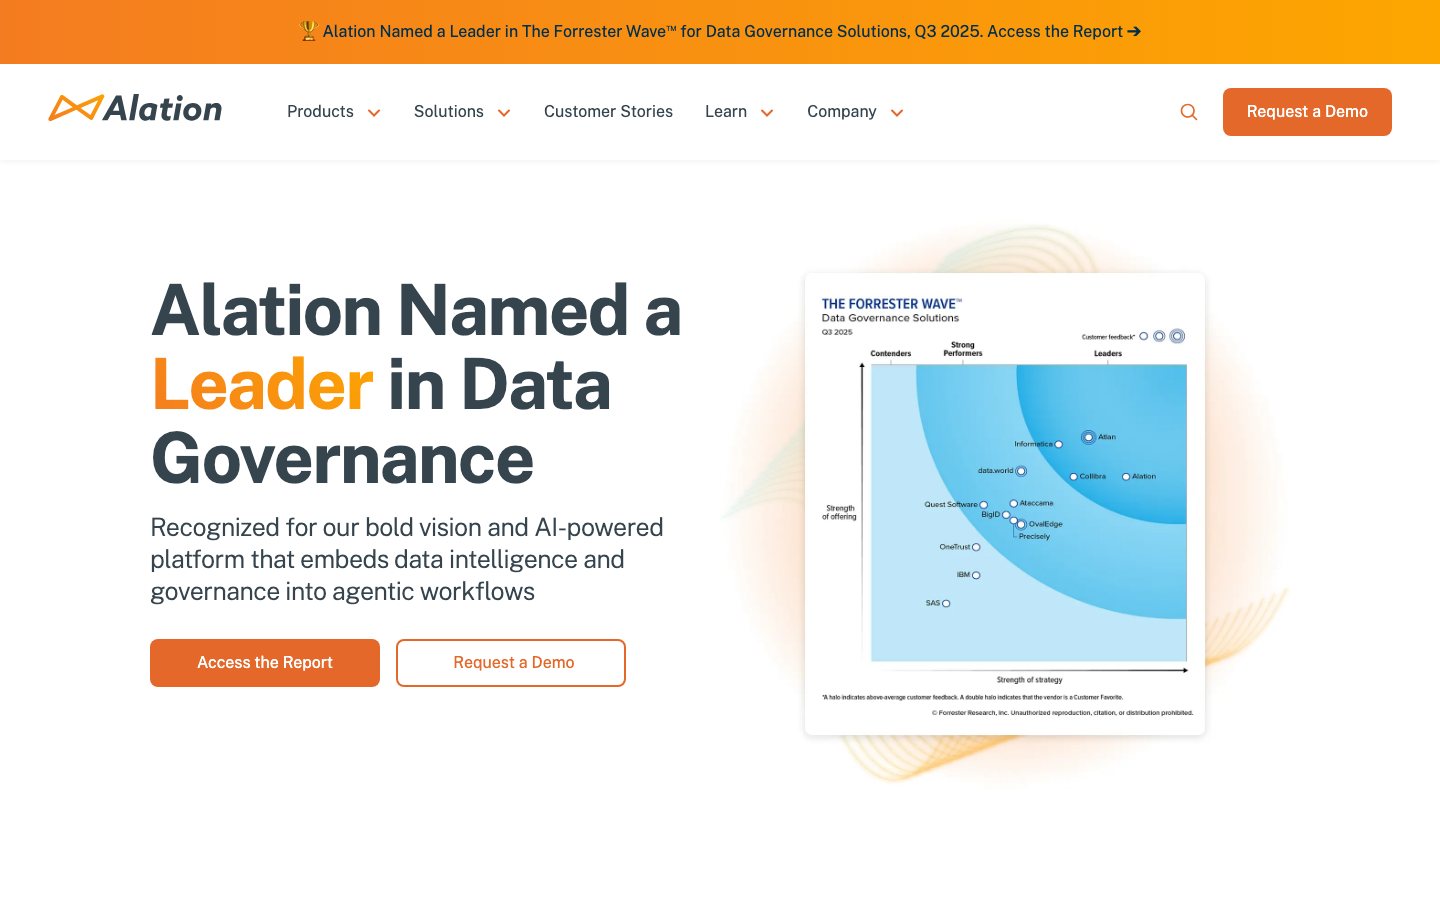 🏆 Alation Named a Leader in The Forrester Wave™ for Data Governance Solutions, Q3 2025. Access the Report ➔
Alation
Products
Solutions
Customer Stories
Learn
Company
Request a Demo
Alation Named a
Leader in Data
Governance
Recognized for our bold vision and AI-powered
platform that embeds data intelligence and
governance into agentic workflows
Access the Report
Request a Demo
THE FORRESTER WAVE™
Data Governance Solutions
Q3 2025
Customer feedback*
Contenders
Strong
Performers
Leaders
Strength
of offering
Informatica
Atlan
data.world
Collibra
Alation
Quest Software
Ataccama
BigID
OvalEdge
Precisely
OneTrust
IBM
SAS
Strength of strategy
*A halo indicates above-average customer feedback. A double halo indicates that the vendor is a Customer Favorite.
© Forrester Research, Inc. Unauthorized reproduction, citation, or distribution prohibited.